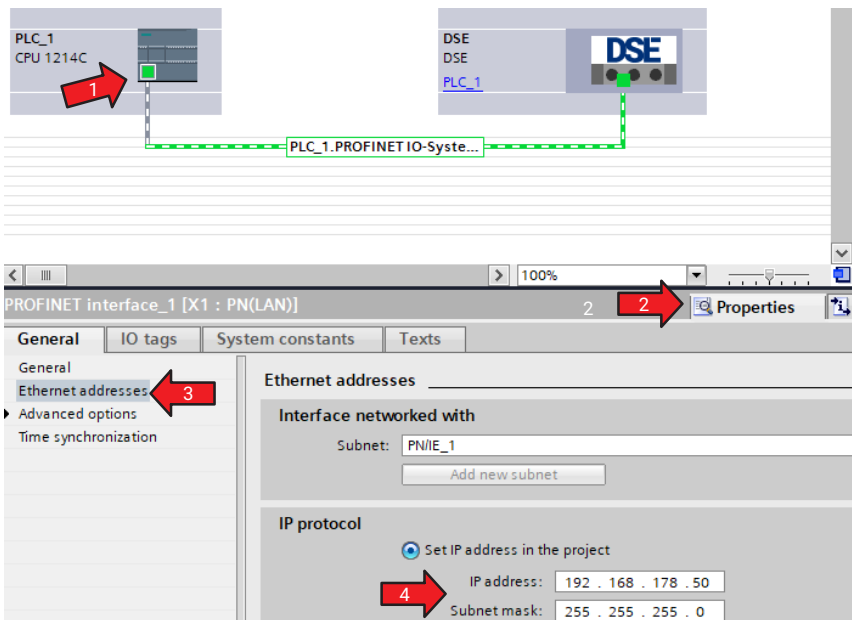 PLC_1
CPU 1214C
1
DSE
DSE
PLC_1
DSE
PLC_1.PROFINET IO-Syste...
100%
PROFINET interface_1 [X1 : PN(LAN)]
2
2
Properties
General
IO tags
System constants
Texts
General
Ethernet addresses
3
Advanced options
Time synchronization
Ethernet addresses
Interface networked with
Subnet: PN/IE_1
Add new subnet
IP protocol
Set IP address in the project
4
IP address: 192 . 168 . 178 . 50
Subnet mask: 255 . 255 . 255 . 0